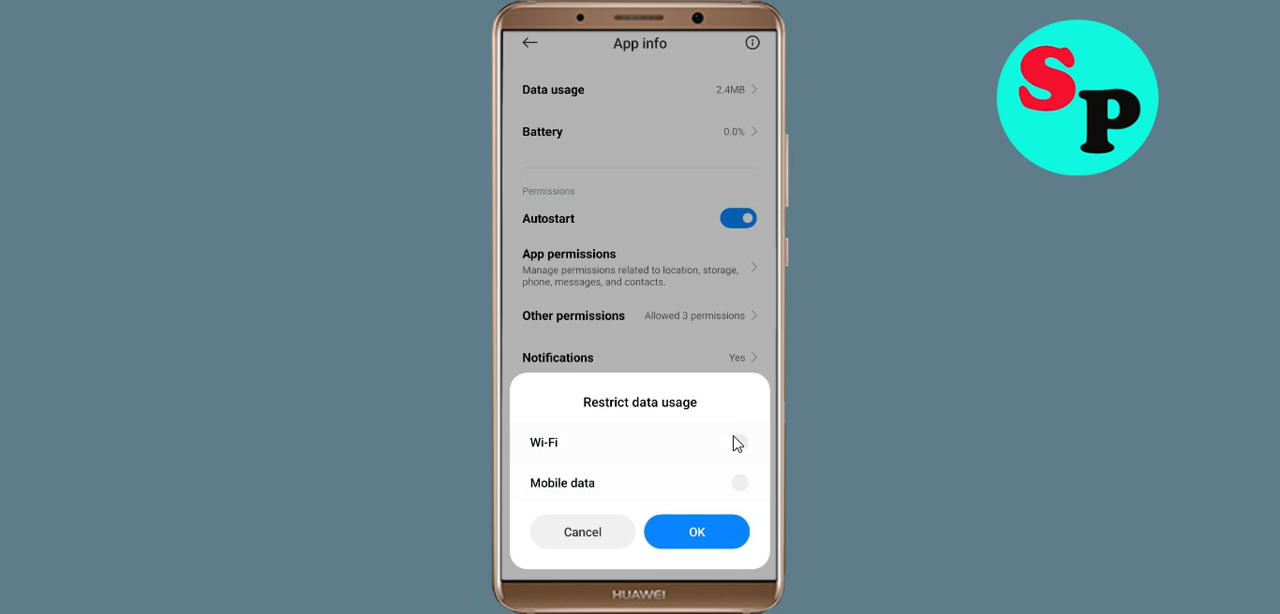 App info
Data usage 2.4MB
Battery 0.0%
Permissions
Autostart
App permissions
Manage permissions related to location, storage,
phone, messages, and contacts.
Other permissions Allowed 3 permissions
Notifications Yes
Restrict data usage
Wi-Fi
Mobile data
Cancel OK
HUAWEI
SP